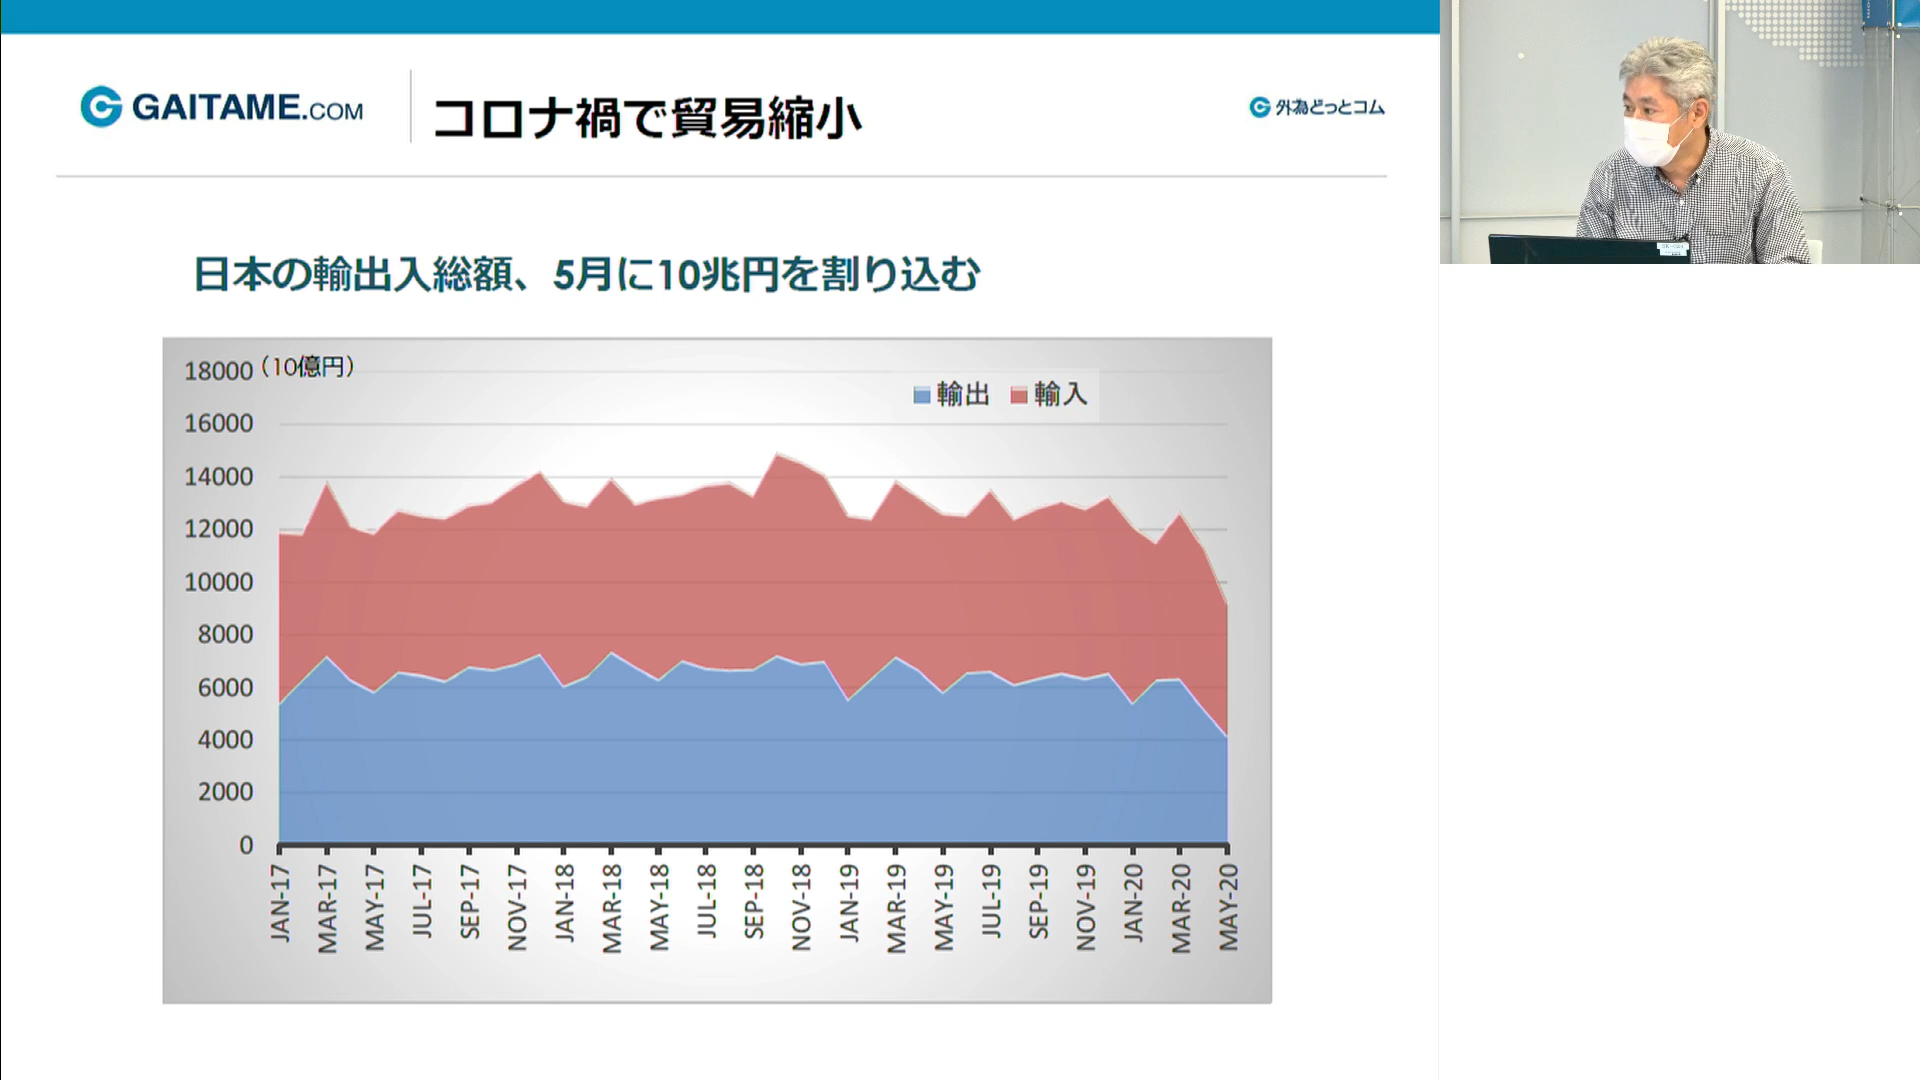 GAITAME.COM
コロナ禍で貿易縮小
外為どっとコム
日本の輸出入総額、5月に10兆円を割り込む
(10億円)
輸出 輸入
18000
16000
14000
12000
10000
8000
6000
4000
2000
0
JAN-17
MAR-17
MAY-17
JUL-17
SEP-17
NOV-17
JAN-18
MAR-18
MAY-18
JUL-18
SEP-18
NOV-18
JAN-19
MAR-19
MAY-19
JUL-19
SEP-19
NOV-19
JAN-20
MAR-20
MAY-20